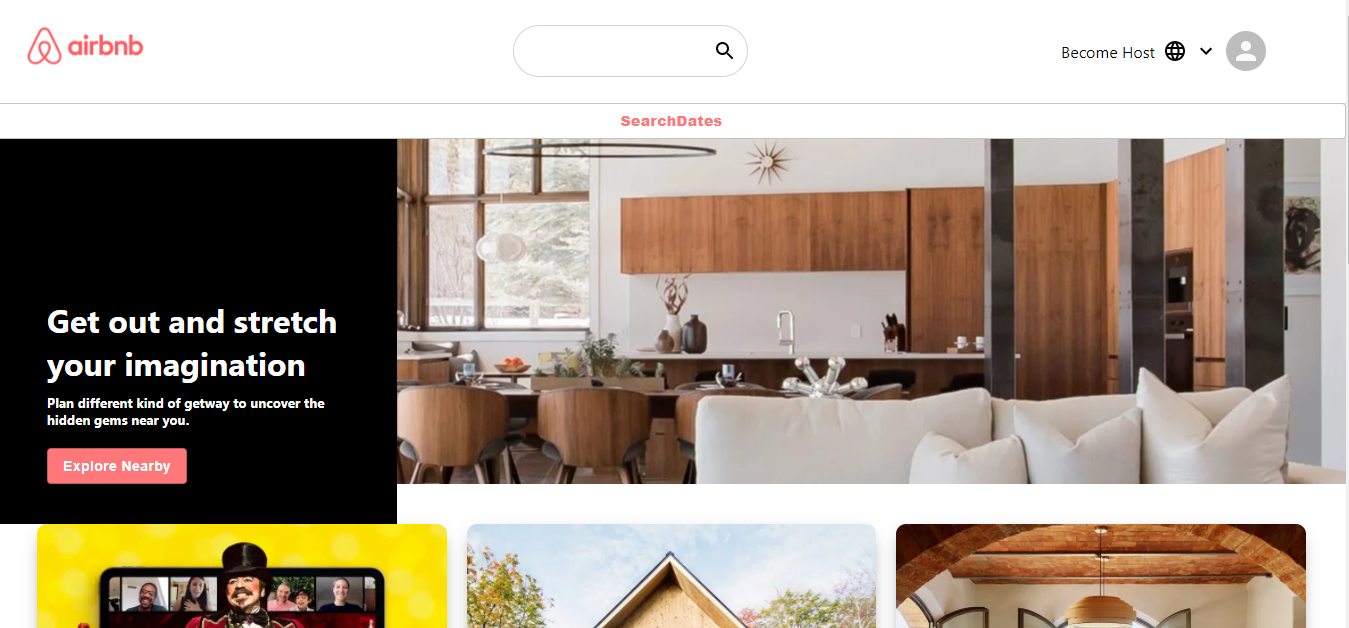 airbnb
Become Host
SearchDates
Get out and stretch
your imagination
Plan different kind of getway to uncover the
hidden gems near you.
Explore Nearby